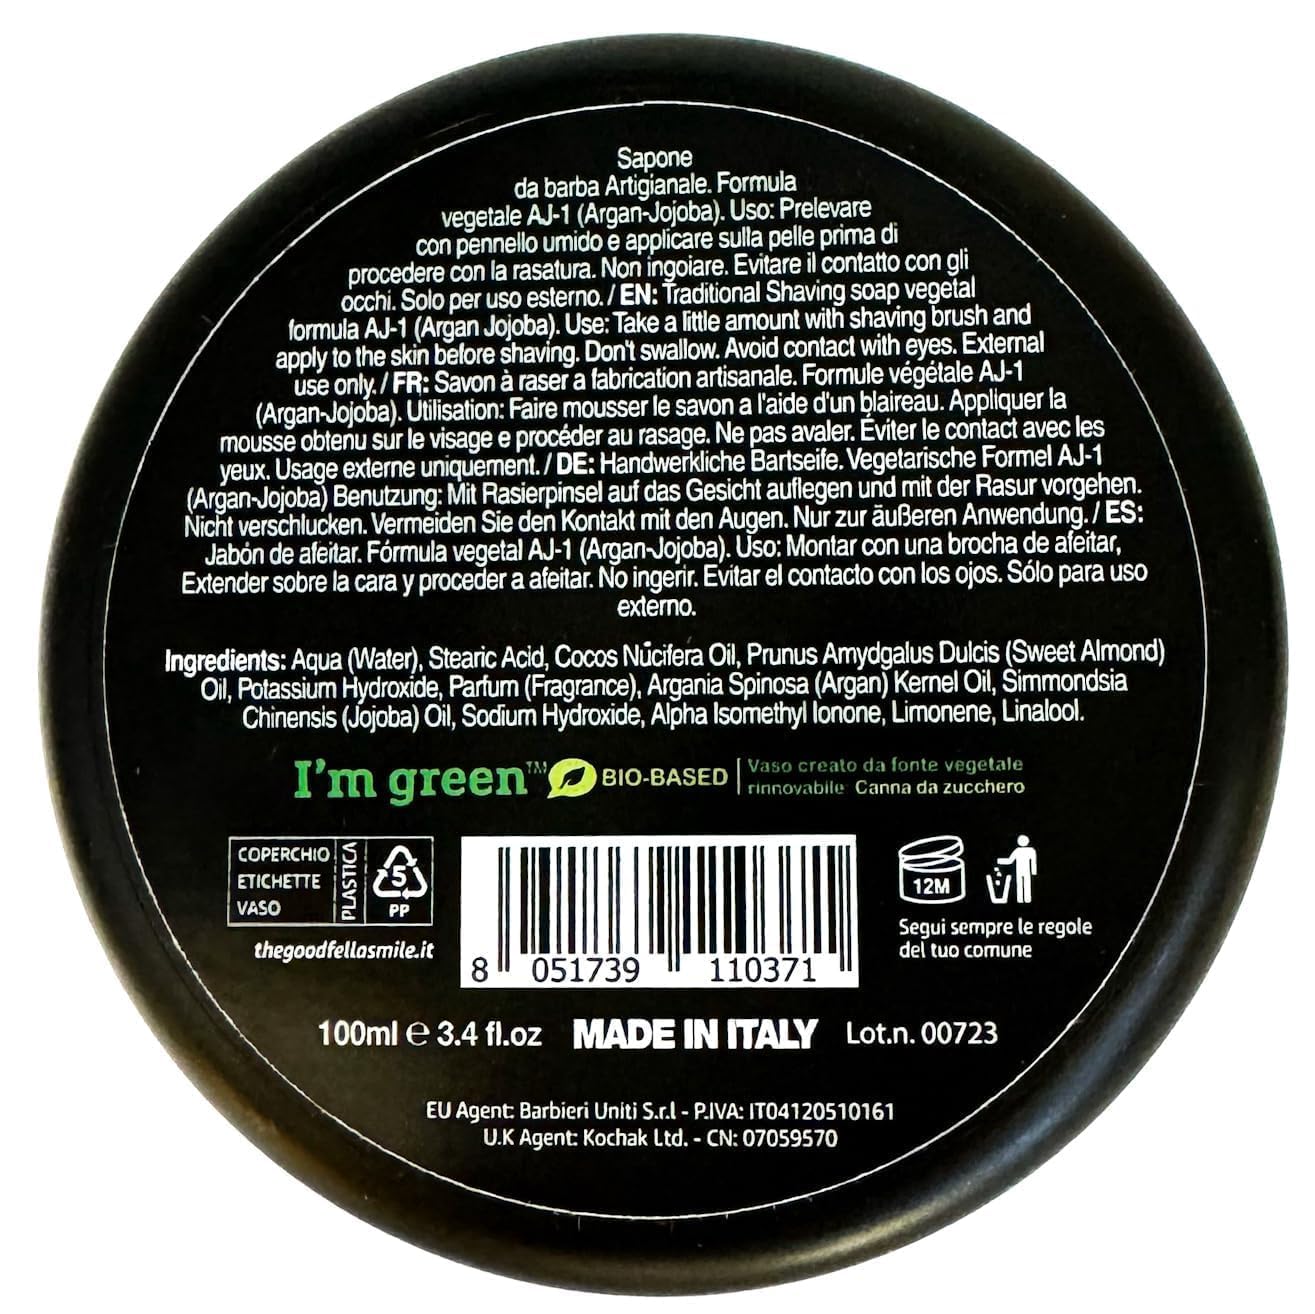 Sapone
da barba Artigianale. Formula
vegetale AJ-1 (Argan-Jojoba). Uso: Prelevare
con pennello umido e applicare sulla pelle prima di
procedere con la rasatura. Non ingoiare. Evitare il contatto con gli
occhi. Solo per uso esterno. / EN: Traditional Shaving soap vegetal
formula AJ-1 (Argan Jojoba). Use: Take a little amount with shaving brush and
apply to the skin before shaving. Don't swallow. Avoid contact with eyes. External
use only. / FR: Savon à raser a fabrication artisanale. Formule végétale AJ-1
(Argan-Jojoba). Utilisation: Faire mousser le savon a l'aide d'un blaireau. Appliquer la
mousse obtenu sur le visage e procéder au rasage. Ne pas avaler. Éviter le contact avec les
yeux. Usage externe uniquement. / DE: Handwerkliche Bartseife. Vegetarische Formel AJ-1
(Argan-Jojoba) Benutzung: Mit Rasierpinsel auf das Gesicht auflegen und mit der Rasur vorgehen.
Nicht verschlucken. Vermeiden Sie den Kontakt mit den Augen. Nur zur äußeren Anwendung. / ES:
Jabón de afeitar. Fórmula vegetal AJ-1 (Argan-Jojoba). Uso: Montar con una brocha de afeitar,
Extender sobre la cara y proceder a afeitar. No ingerir. Evitar el contacto con los ojos. Sólo para uso
externo.
Ingredients: Aqua (Water), Stearic Acid, Cocos Nucifera Oil, Prunus Amydgalus Dulcis (Sweet Almond)
Oil, Potassium Hydroxide, Parfum (Fragrance), Argania Spinosa (Argan) Kernel Oil, Simmondsia
Chinensis (Jojoba) Oil, Sodium Hydroxide, Alpha Isomethyl Ionone, Limonene, Linalool.
I'm green™ BIO-BASED
Vaso creato da fonte vegetale
rinnovabile Canna da zucchero
COPERCHIO
ETICHETTE
VASO
PLASTICA
5
PP
thegoodfellasmile.it
8 051739 110371
12M
Segui sempre le regole
del tuo comune
100ml e 3.4 fl.oz MADE IN ITALY Lot.n. 00723
EU Agent: Barbieri Uniti S.r.l - P.IVA: IT04120510161
U.K Agent: Kochak Ltd. - CN: 07059570